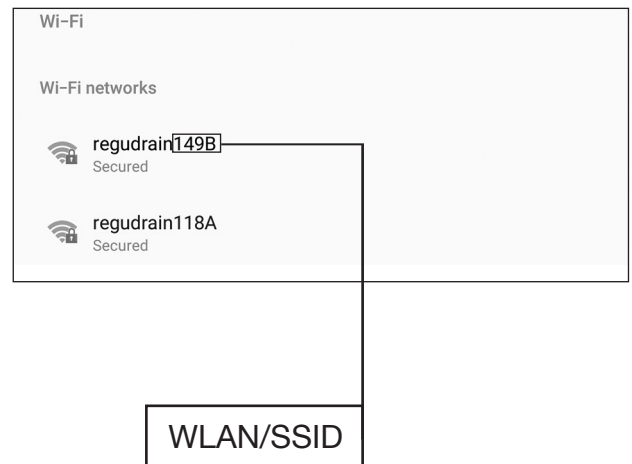 Wi-Fi
Wi-Fi networks
regudrain149B
Secured
regudrain118A
Secured
WLAN/SSID